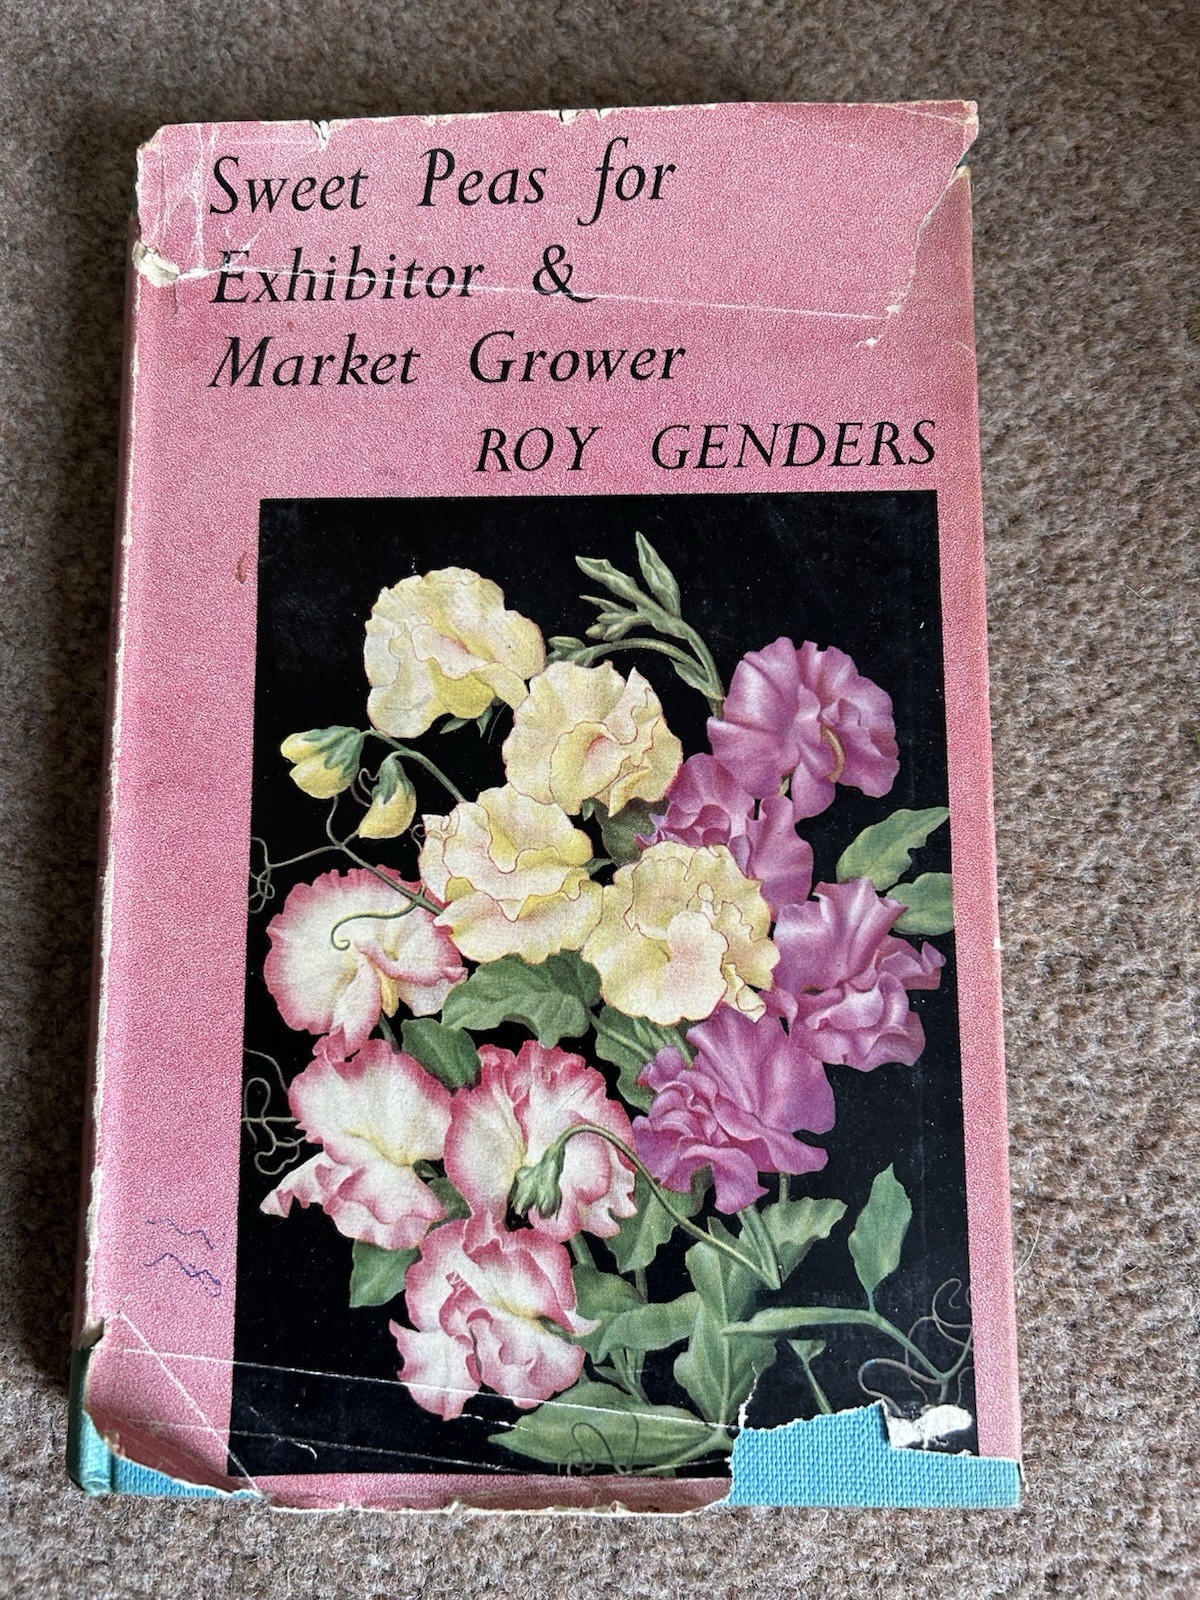 Sweet Peas for
Exhibitor &
Market Grower
ROY GENDERS